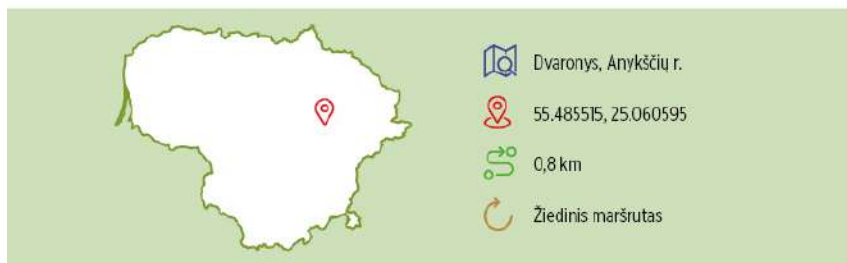 Dvaronys, Anykščių r.
55.485515, 25.060595
0,8 km
Žiedinis maršrutas